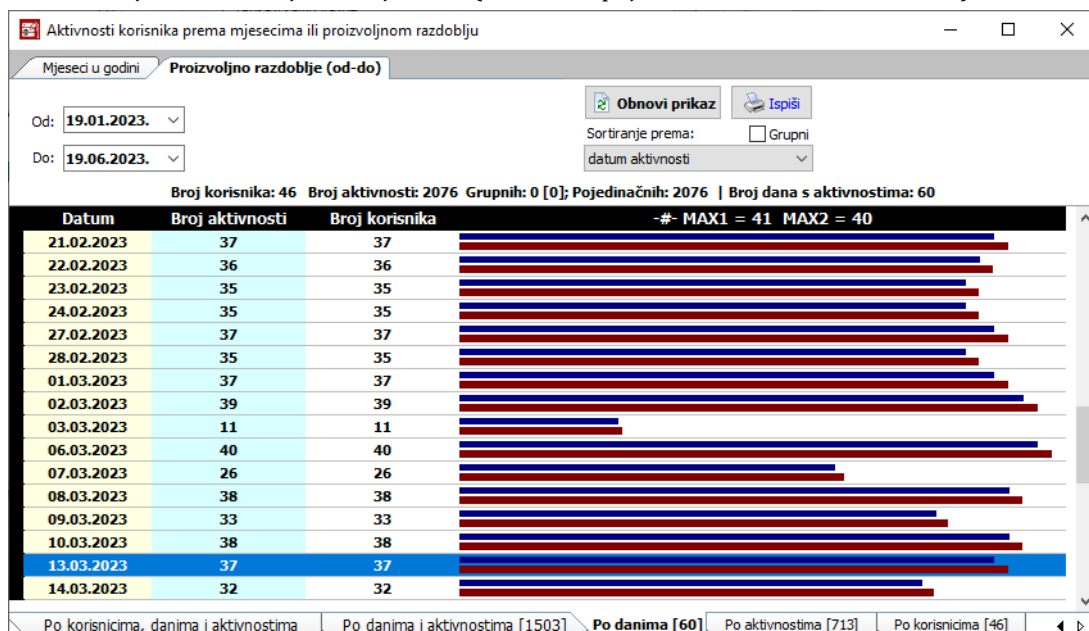 Aktivnosti korisnika prema mjesecima ili proizvoljnom razdoblju
Mjeseci u godini Proizvoljno razdoblje (od-do)
Od: 19.01.2023.
Do: 19.06.2023.
Obnovi prikaz Ispiši
Sortiranje prema: Grupni
datum aktivnosti
Broj korisnika: 46 Broj aktivnosti: 2076 Grupnih: 0 [0]; Pojedinačnih: 2076 | Broj dana s aktivnostima: 60
Datum Broj aktivnosti Broj korisnika -#- MAX1 = 41 MAX2 = 40
21.02.2023 37 37
22.02.2023 36 36
23.02.2023 35 35
24.02.2023 35 35
27.02.2023 37 37
28.02.2023 35 35
01.03.2023 37 37
02.03.2023 39 39
03.03.2023 11 11
06.03.2023 40 40
07.03.2023 26 26
08.03.2023 38 38
09.03.2023 33 33
10.03.2023 38 38
13.03.2023 37 37
14.03.2023 32 32
Po korisnicima, danima i aktivnostima Po danima i aktivnostima [1503] Po danima [60] Po aktivnostima [713] Po korisnicima [46]